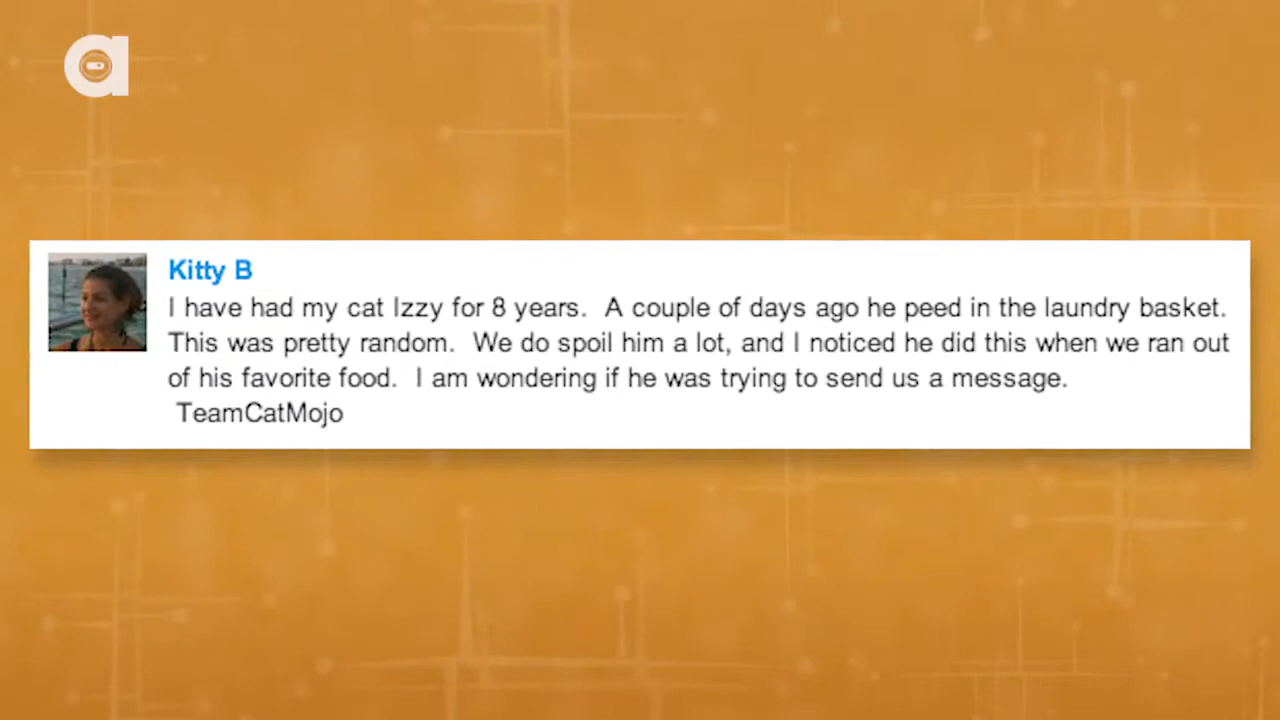 a
Kitty B
I have had my cat Izzy for 8 years.  A couple of days ago he peed in the laundry basket.
This was pretty random.  We do spoil him a lot, and I noticed he did this when we ran out
of his favorite food.  I am wondering if he was trying to send us a message.
TeamCatMojo